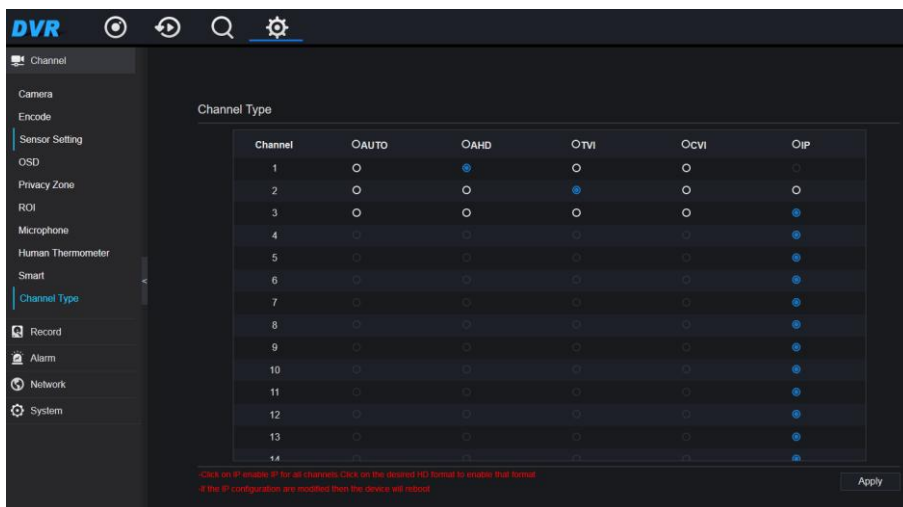 DVR
Channel
Camera
Encode
Sensor Setting
OSD
Privacy Zone
ROI
Microphone
Human Thermometer
Smart
Channel Type
Record
Alarm
Network
System
<
Channel Type
Channel AUTO AHD TVI CVI IP
1
2
3
4
5
6
7
8
9
10
11
12
13
14
-Click on IP enable IP for all channels.Click on the desired HD format to enable that format
-If the IP configuration are modified then the device will reboot
Apply